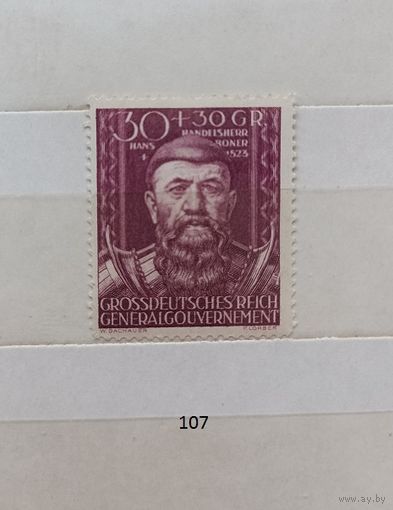 30+30 GR.
HANDELSHERR
HANS BONER
+ 1523
GROSSDEUTSCHES REICH
GENERALGOUVERNEMENT
W. DACHAUER F. LORBER
107
www.ay.by